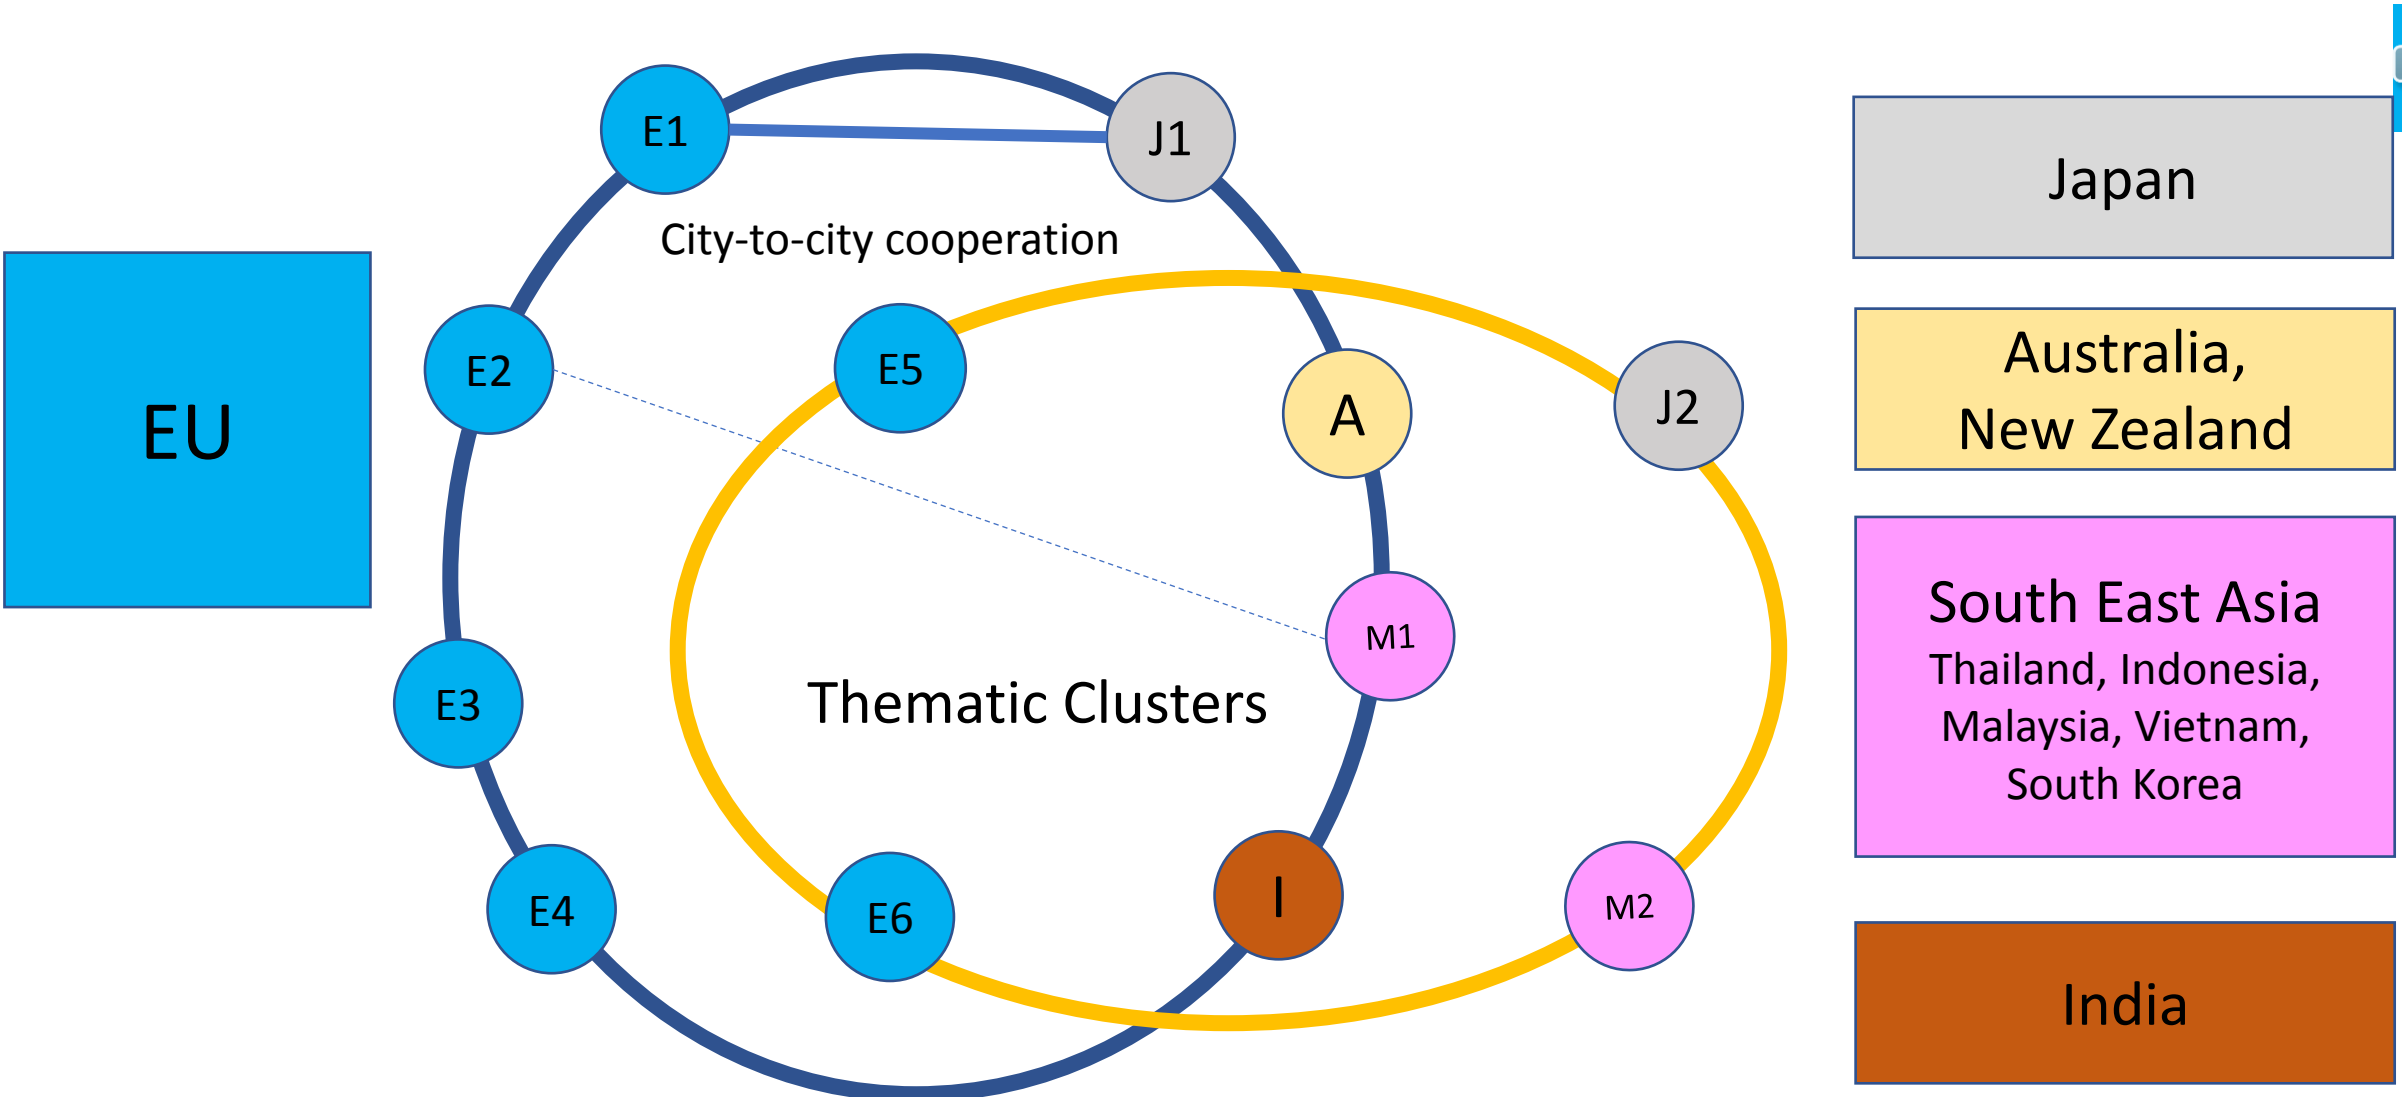 E1
J1
Japan
City-to-city cooperation
EU
E2
E5
A
J2
Australia,
New Zealand
M1
South East Asia
Thailand, Indonesia,
Malaysia, Vietnam,
South Korea
E3
Thematic Clusters
E4
E6
I
M2
India